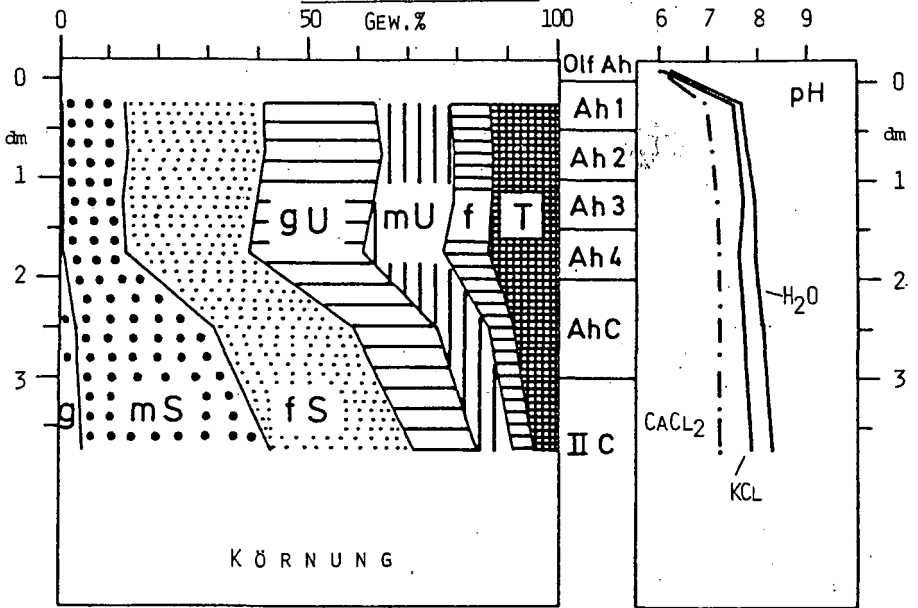 0 50 100 6 7 8
GEW.%
0 Olf Ah pH 0
dm Ah1 dm
Ah2
1 1
gU mU f T Ah3
Ah4
2 2
H2O
AhC
3 3
g mS fS CACL2
II C
KCL
KÖRNUNG